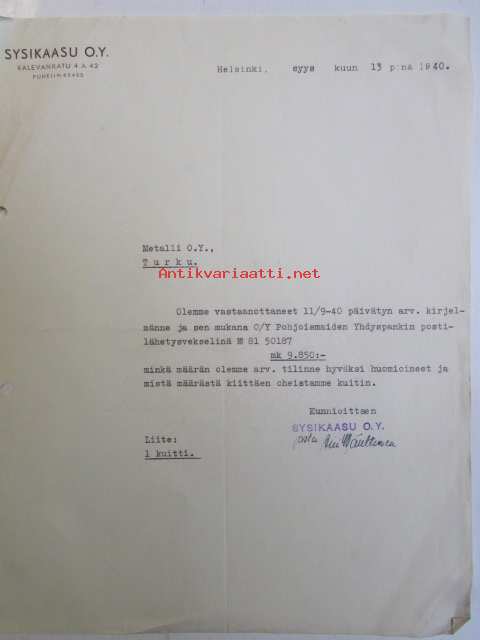 SYSIKAASU O.Y.
KALEVANKATU 4 A. 42
PUHELIN
Helsinki, syys kuun 13 p:nä 1940.
Metalli O.Y.,
Turku.
Antikvariaatti.net
Olemme vastaanottaneet 11/9-40 päivätyn arv. kirjel-
männe ja sen mukana O/Y Pohjoismaiden Yhdyspankin posti-
lähetysvekselinä № 81 50187
mk 9.850:-
minkä määrän olemme arv. tilinne hyväksi huomioineet ja
mistä määrästä kiittäen oheistamme kuitin.
Kunnioittaen
SYSIKAASU O.Y.
Liite:
1 kuitti.